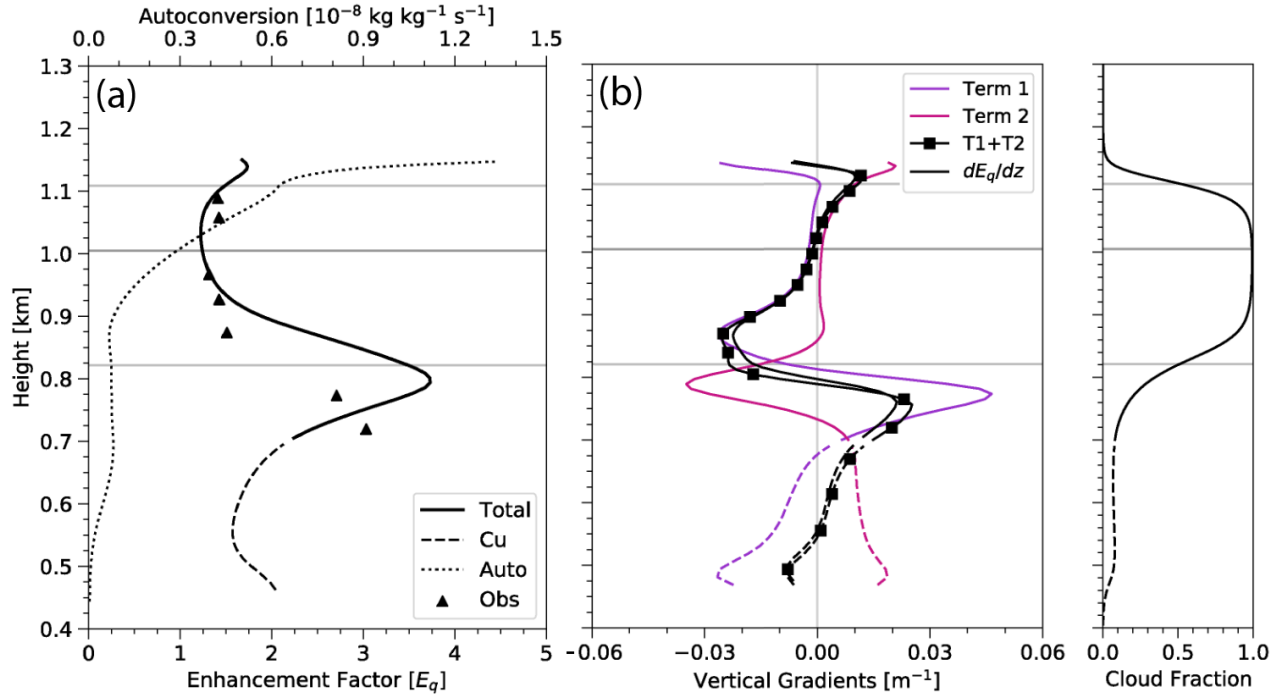 Autoconversion [10⁻⁸ kg kg⁻¹ s⁻¹]
0.0 0.3 0.6 0.9 1.2 1.5
(a)
1.3
1.2
1.1
1.0
0.9
0.8
0.7
0.6
0.5
0.4
Height [km]
Total
Cu
Auto
Obs
0 1 2 3 4 5
Enhancement Factor [E_q]
(b)
Term 1
Term 2
T1+T2
dE_q/dz
-0.06 -0.03 0.00 0.03 0.06
Vertical Gradients [m⁻¹]
0.0 0.5 1.0
Cloud Fraction